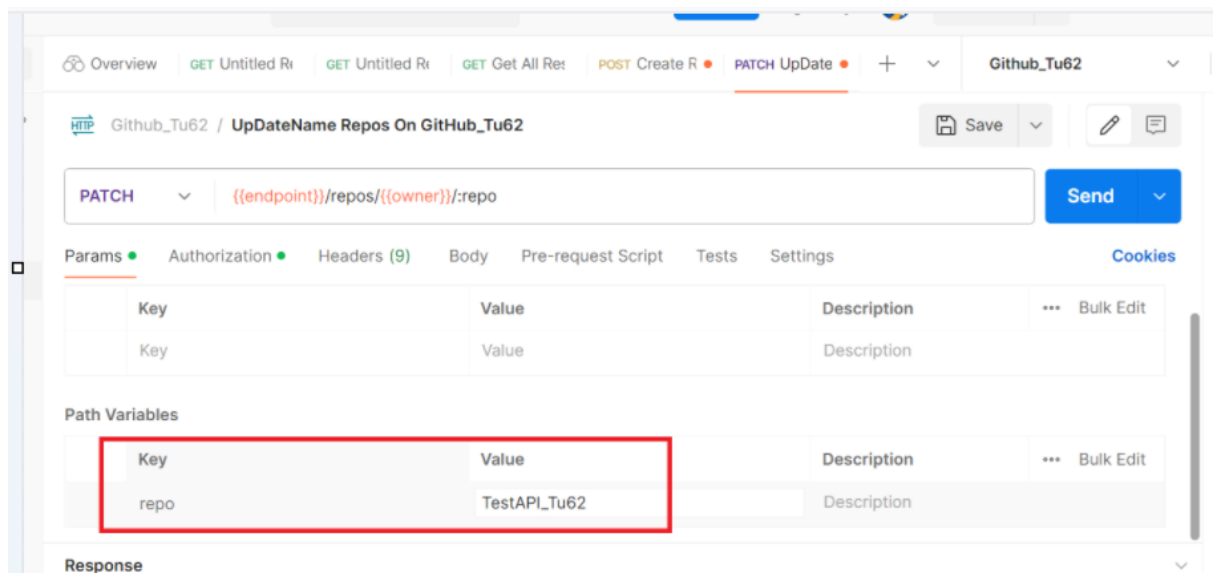 Overview GET Untitled Re GET Untitled Re GET Get All Res POST Create R PATCH UpDate Github_Tu62
HTTP Github_Tu62 / UpDateName Repos On GitHub_Tu62 Save
PATCH {{endpoint}}/repos/{{owner}}/:repo Send
Params Authorization Headers (9) Body Pre-request Script Tests Settings Cookies
Key Value Description ••• Bulk Edit
Key Value Description
Path Variables
Key Value Description ••• Bulk Edit
repo TestAPI_Tu62 Description
Response